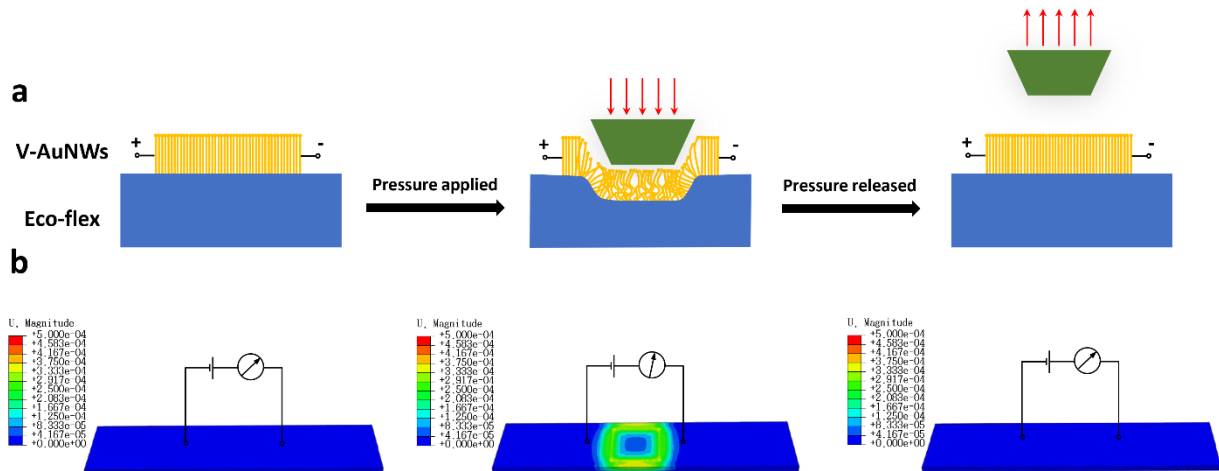 a
V-AuNWs
+
-
Eco-flex
Pressure applied
+
-
Pressure released
+
-
b
U, Magnitude
+5.000e-04
+4.583e-04
+4.167e-04
+3.750e-04
+3.333e-04
+2.917e-04
+2.500e-04
+2.083e-04
+1.667e-04
+1.250e-04
+8.333e-05
+4.167e-05
+0.000e+00
U, Magnitude
+5.000e-04
+4.583e-04
+4.167e-04
+3.750e-04
+3.333e-04
+2.917e-04
+2.500e-04
+2.083e-04
+1.667e-04
+1.250e-04
+8.333e-05
+4.167e-05
+0.000e+00
U, Magnitude
+5.000e-04
+4.583e-04
+4.167e-04
+3.750e-04
+3.333e-04
+2.917e-04
+2.500e-04
+2.083e-04
+1.667e-04
+1.250e-04
+8.333e-05
+4.167e-05
+0.000e+00